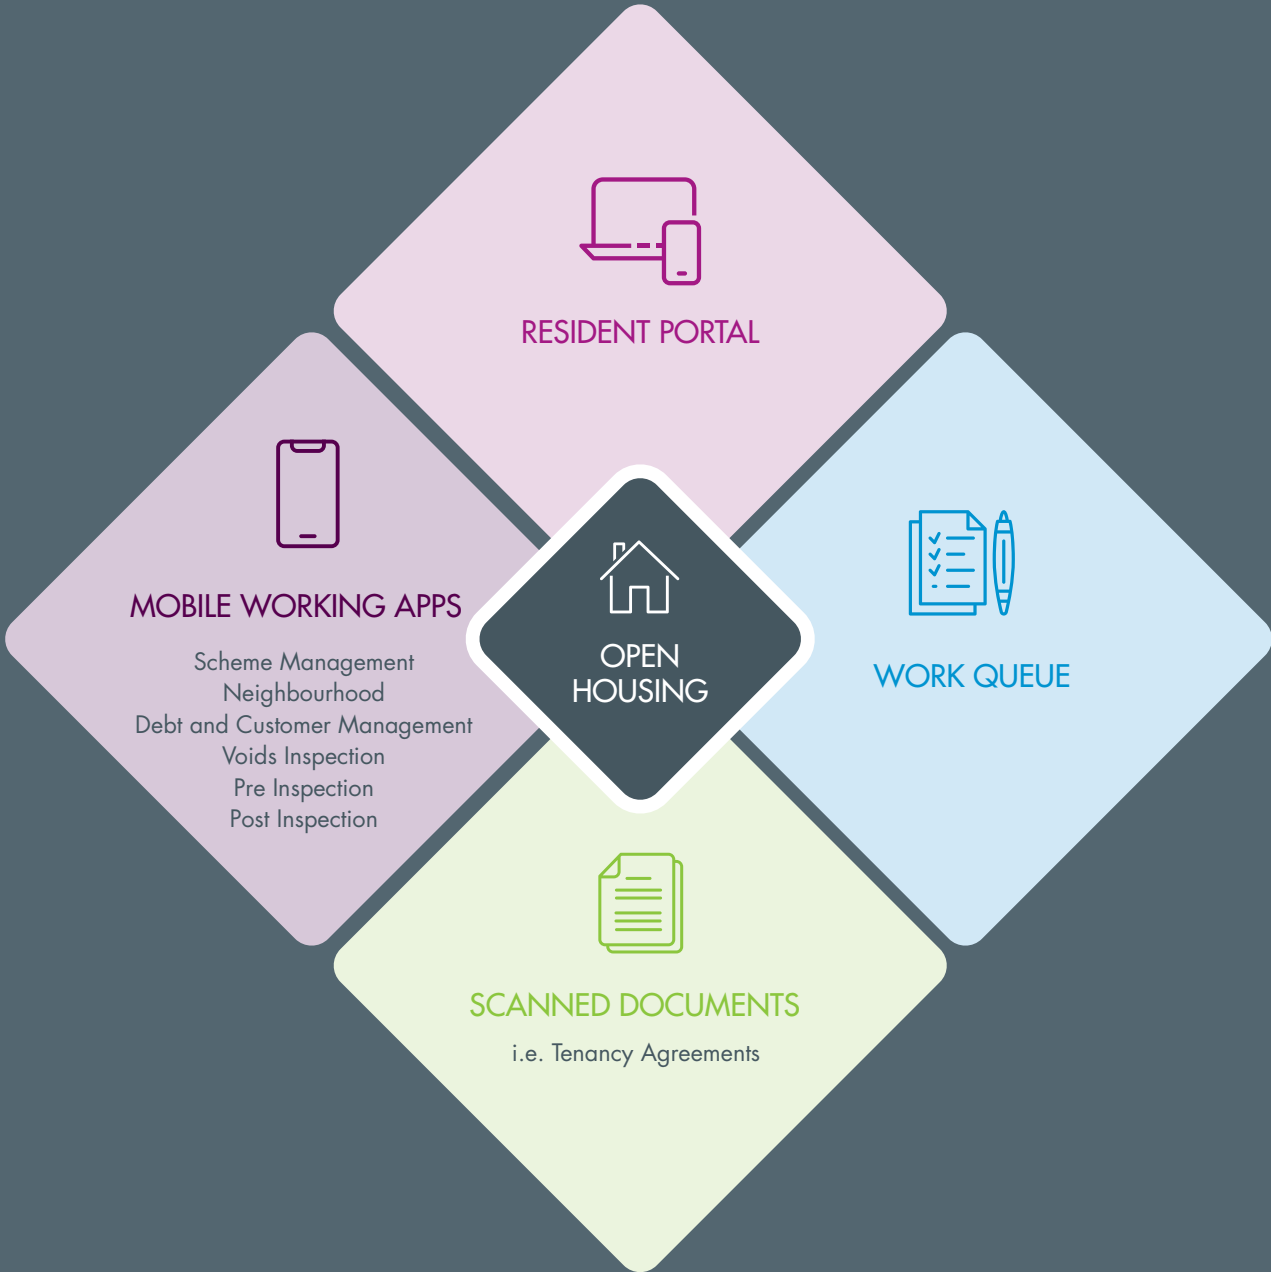 RESIDENT PORTAL
MOBILE WORKING APPS
Scheme Management
Neighbourhood
Debt and Customer Management
Voids Inspection
Pre Inspection
Post Inspection
OPEN
HOUSING
WORK QUEUE
SCANNED DOCUMENTS
i.e. Tenancy Agreements